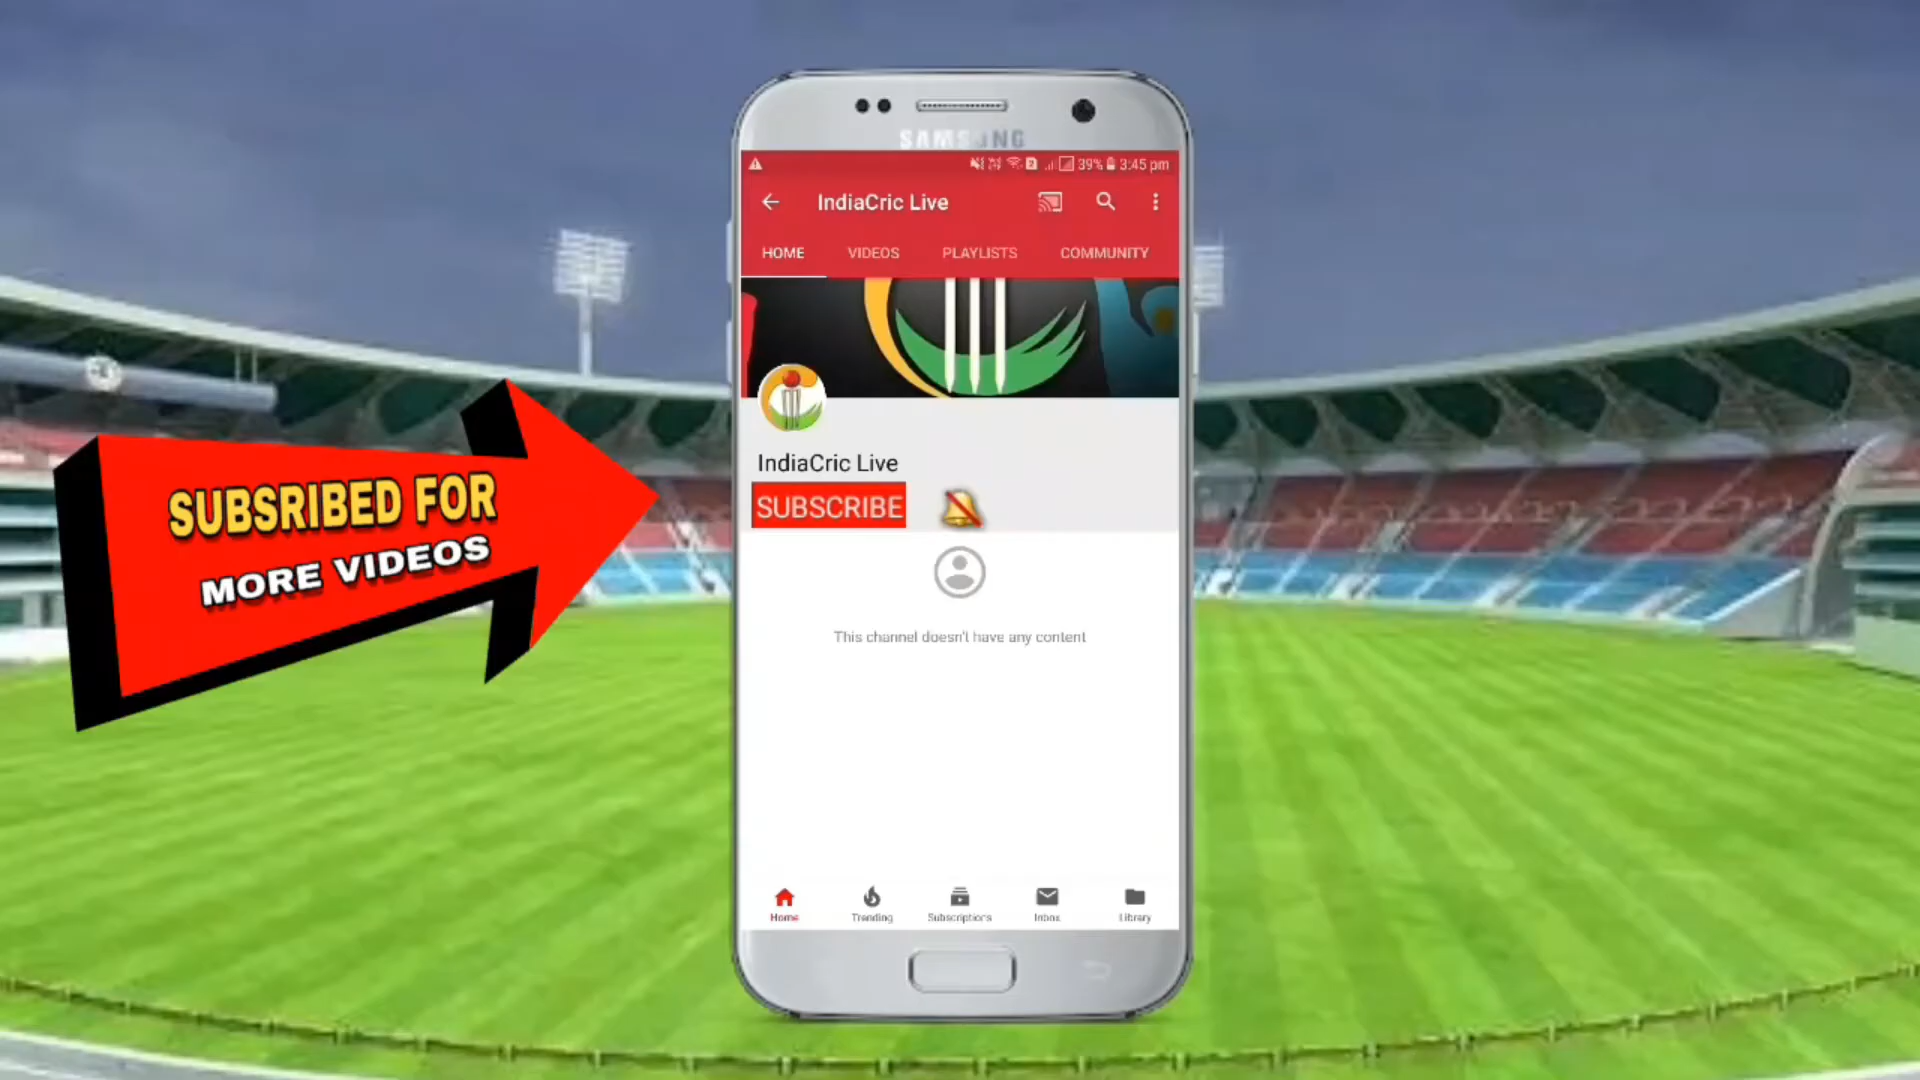 SAMSUNG
39% 3:45 pm
IndiaCric Live
HOME VIDEOS PLAYLISTS COMMUNITY
IndiaCric Live
SUBSCRIBE
This channel doesn't have any content
Home Trending Subscriptions Inbox Library
SUBSRIBED FOR
MORE VIDEOS